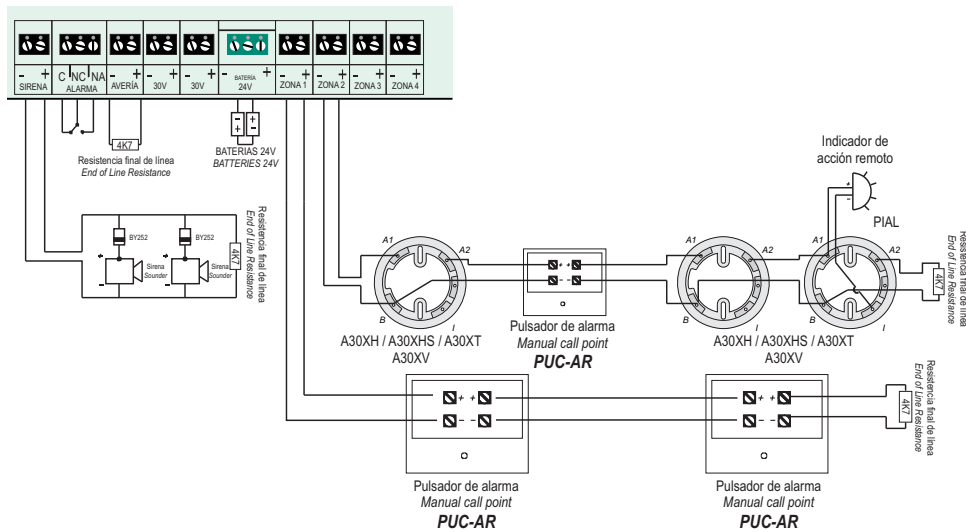 - +
SIRENA
C NC NA
ALARMA
- +
AVERÍA
- +
30V
- +
30V
- BATERÍA +
24V
- +
ZONA 1
- +
ZONA 2
- +
ZONA 3
- +
ZONA 4
4K7
Resistencia final de línea
End of Line Resistance
- +
+ -
BATERIAS 24V
BATTERIES 24V
BY252
BY252
+
-
Sirena
Sounder
+
-
Sirena
Sounder
4K7
Resistencia final de línea
End of Line Resistance
Indicador de
acción remoto
+
-
PIAL
A1
A2
B
I
A30XH / A30XHS / A30XT
A30XV
+ +
- -
Pulsador de alarma
Manual call point
PUC-AR
A1
A2
B
I
A1
A2
B
I
A30XH / A30XHS / A30XT
A30XV
4K7
Resistencia final de línea
End of Line Resistance
+ +
- -
Pulsador de alarma
Manual call point
PUC-AR
+ +
- -
Pulsador de alarma
Manual call point
PUC-AR
4K7
Resistencia final de línea
End of Line Resistance